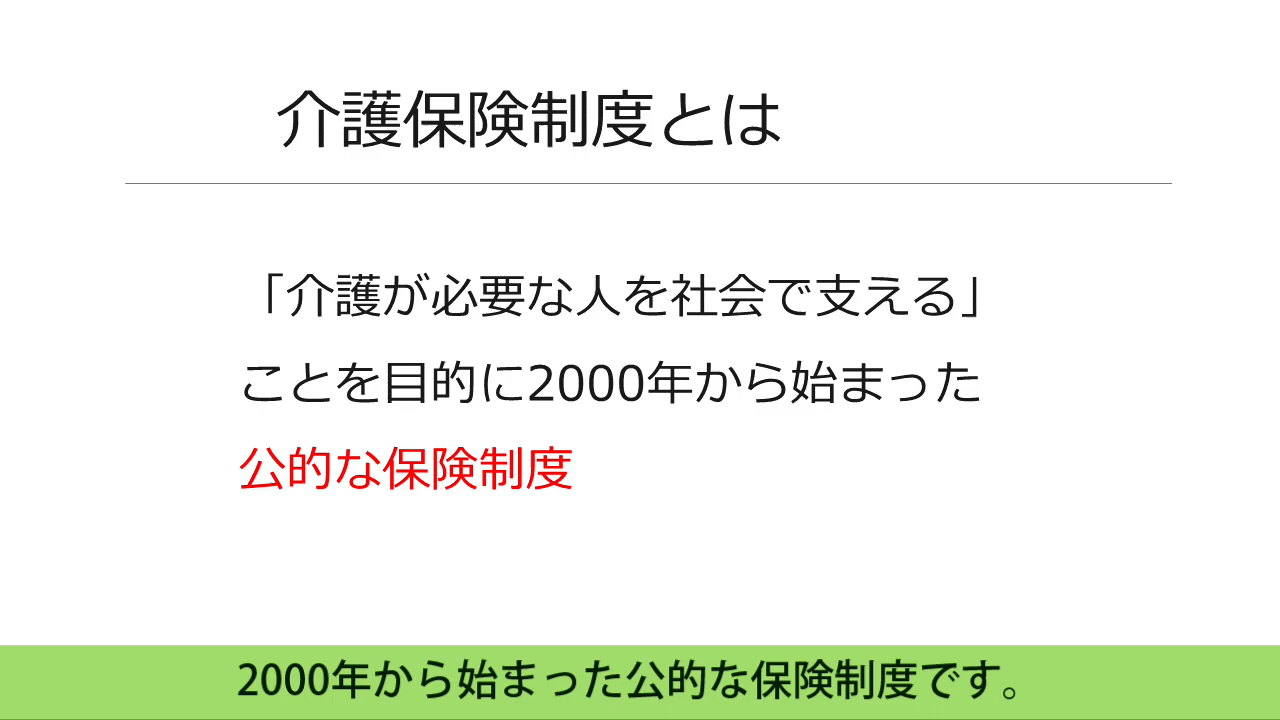 介護保険制度とは
「介護が必要な人を社会で支える」
ことを目的に2000年から始まった
公的な保険制度
2000年から始まった公的な保険制度です。